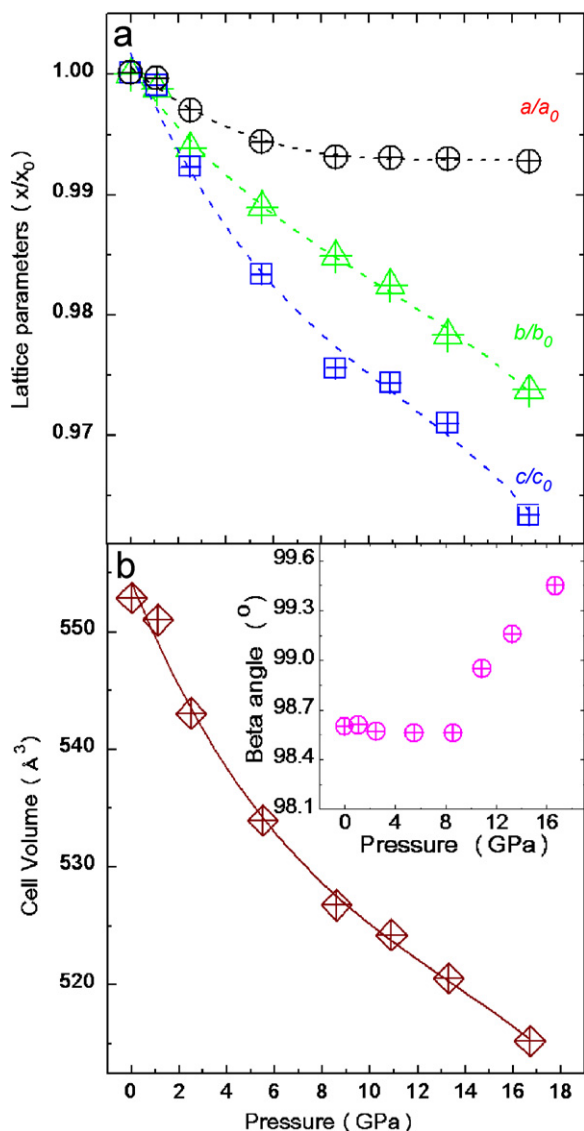 a
1.00
0.99
0.98
0.97
Lattice parameters ( x/x0 )
a/a0
b/b0
c/c0
b
550
540
530
520
Cell Volume ( Å3 )
99.6
99.3
99.0
98.7
98.4
98.1
Beta angle ( o )
0 4 8 12 16
Pressure ( GPa )
0 2 4 6 8 10 12 14 16 18
Pressure ( GPa )